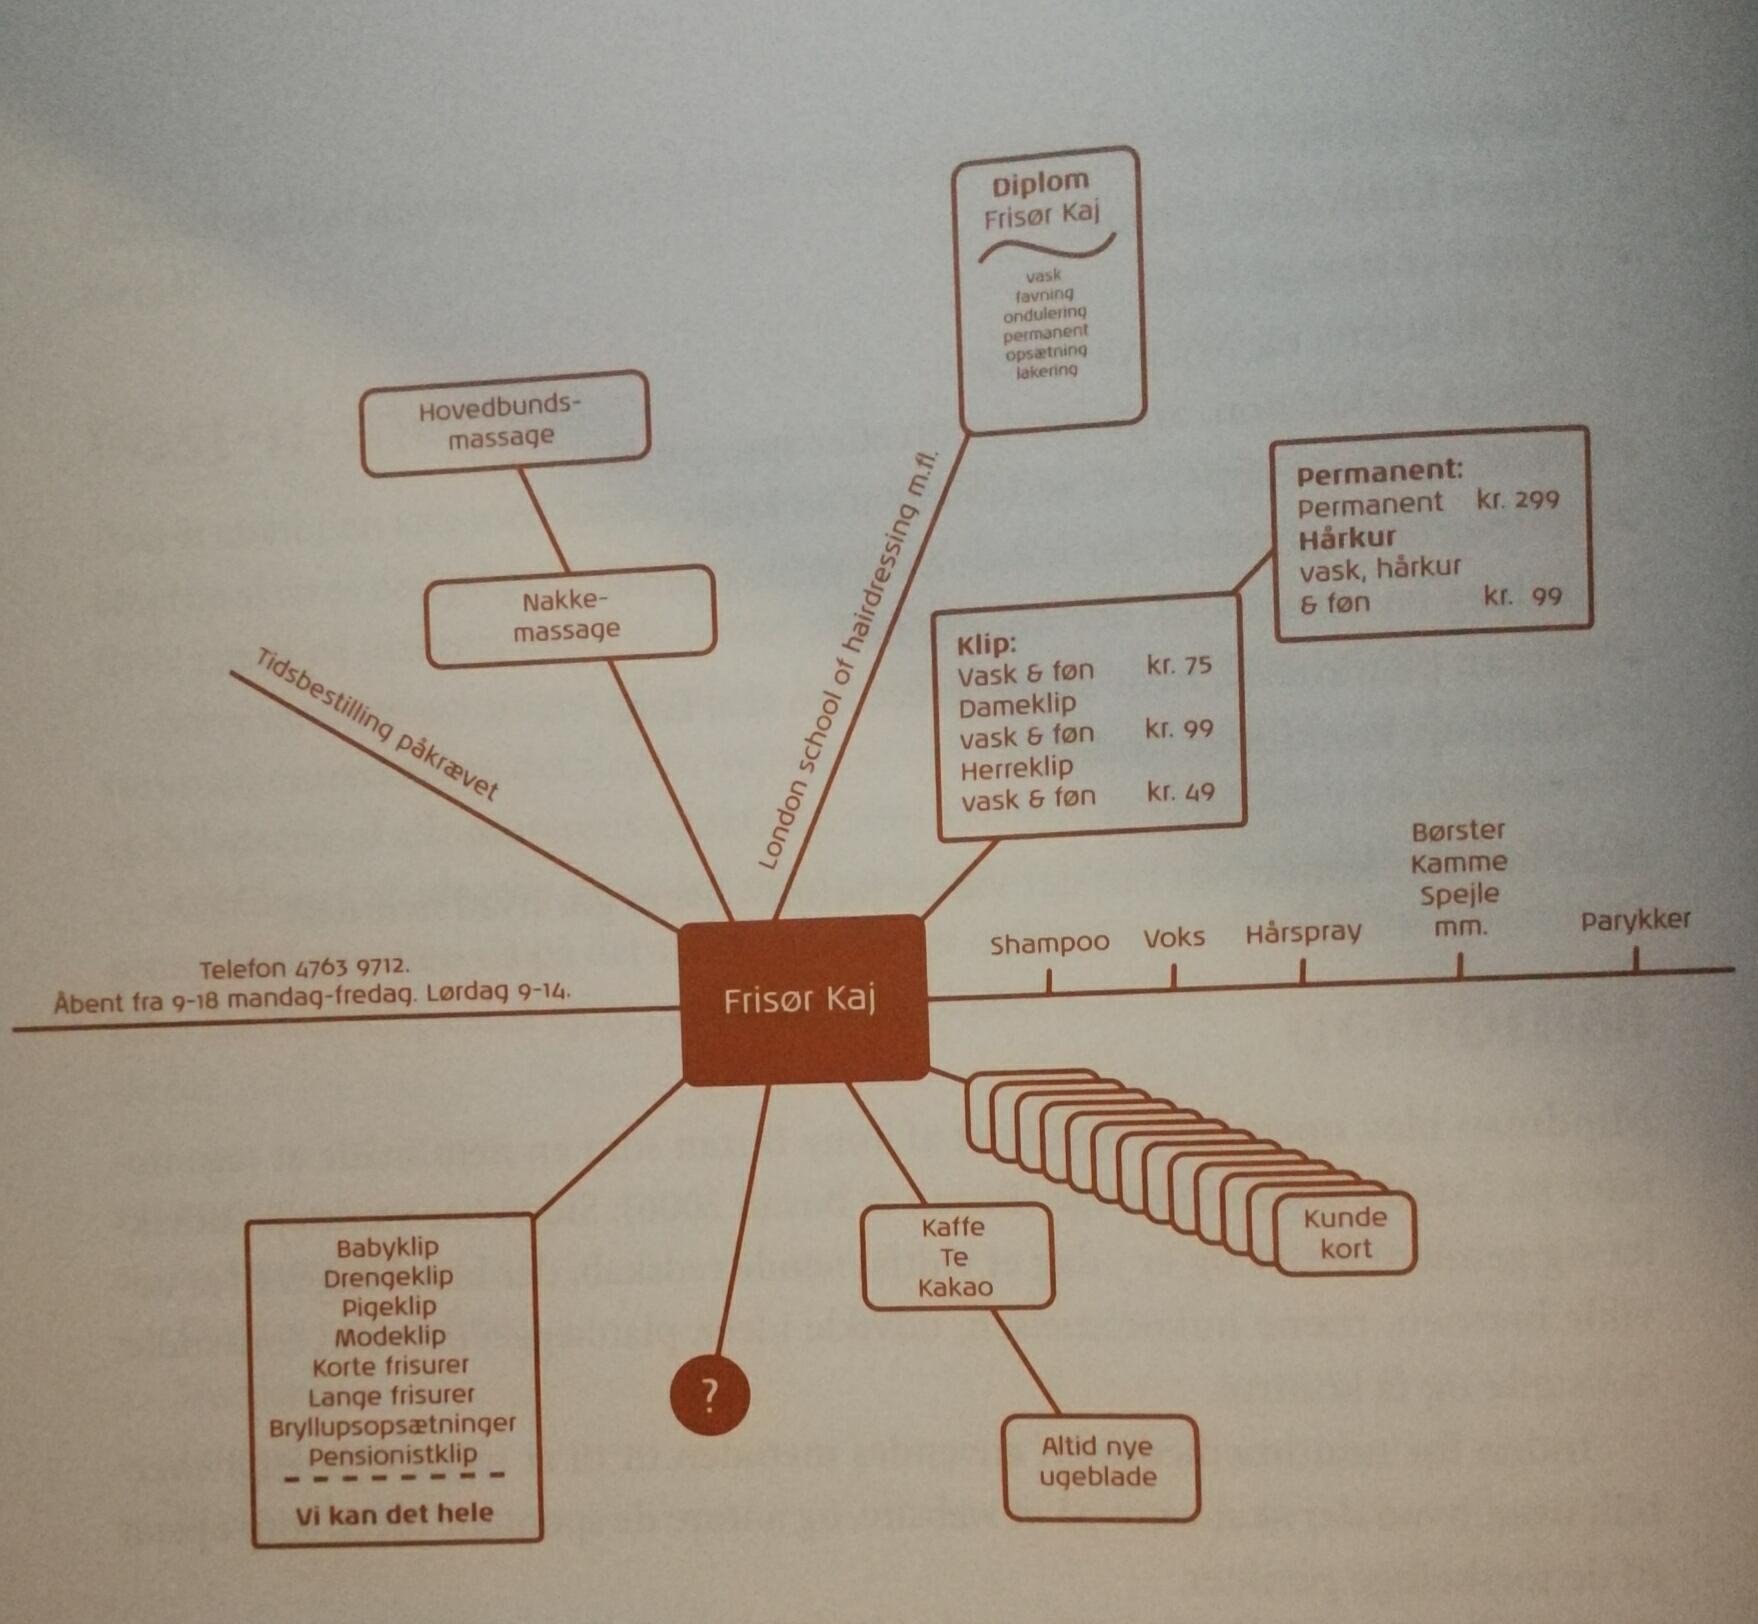 Diplom
Frisør Kaj
vask
favning
ondulering
permanent
opsætning
lakering
Hovedbunds-
massage
Nakke-
massage
London school of hairdressing m.fl.
Permanent:
Permanent kr. 299
Hårkur
vask, hårkur
& føn kr. 99
Klip:
Vask & føn kr. 75
Dameklip
vask & føn kr. 99
Herreklip
vask & føn kr. 49
Tidsbestilling påkrævet
Telefon 4763 9712.
Åbent fra 9-18 mandag-fredag. Lørdag 9-14.
Frisør Kaj
Shampoo
Voks
Hårspray
Børster
Kamme
Spejle
mm.
Parykker
Kunde
kort
Kaffe
Te
Kakao
Altid nye
ugeblade
?
Babyklip
Drengeklip
Pigeklip
Modeklip
Korte frisurer
Lange frisurer
Bryllupsopsætninger
Pensionistklip
Vi kan det hele